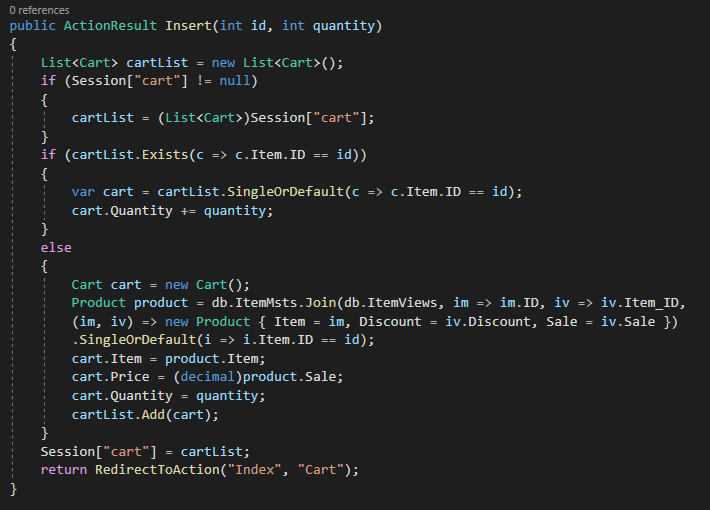 0 references
public ActionResult Insert(int id, int quantity)
{
List<Cart> cartList = new List<Cart>();
if (Session["cart"] != null)
{
cartList = (List<Cart>)Session["cart"];
}
if (cartList.Exists(c => c.Item.ID == id))
{
var cart = cartList.SingleOrDefault(c => c.Item.ID == id);
cart.Quantity += quantity;
}
else
{
Cart cart = new Cart();
Product product = db.ItemMsts.Join(db.ItemViews, im => im.ID, iv => iv.Item_ID,
(im, iv) => new Product { Item = im, Discount = iv.Discount, Sale = iv.Sale })
.SingleOrDefault(i => i.Item.ID == id);
cart.Item = product.Item;
cart.Price = (decimal)product.Sale;
cart.Quantity = quantity;
cartList.Add(cart);
}
Session["cart"] = cartList;
return RedirectToAction("Index", "Cart");
}